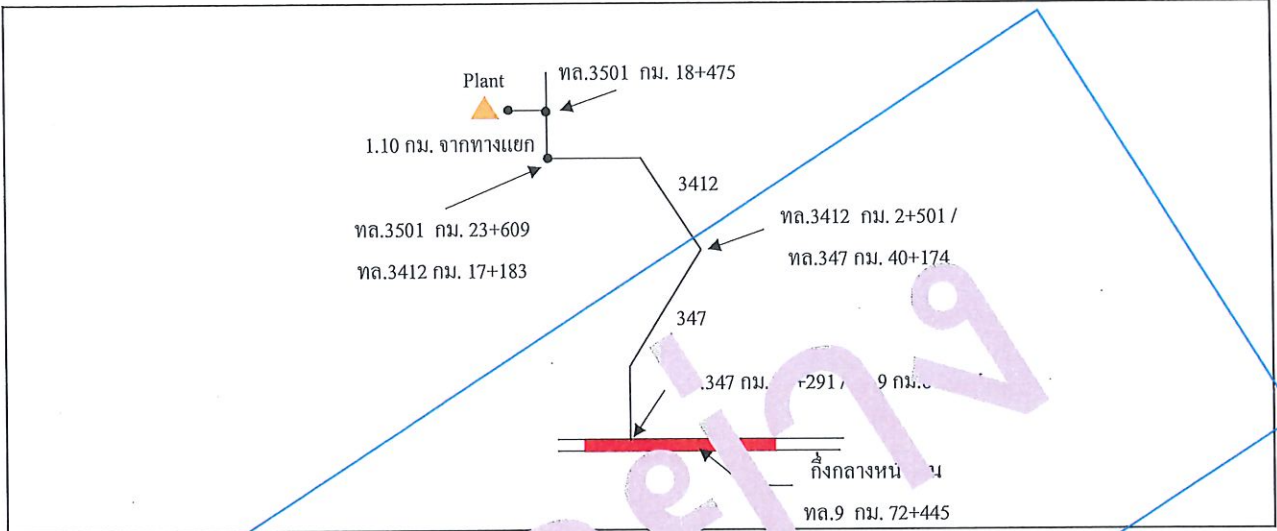 Plant
ทล.3501 กม. 18+475
1.10 กม. จากทางแยก
3412
ทล.3501 กม. 23+609
ทล.3412 กม. 17+183
ทล.3412 กม. 2+501 /
ทล.347 กม. 40+174
347
.347 กม. +291 / 9 กม.
กึ่งกลางหน้
ทล.9 กม. 72+445